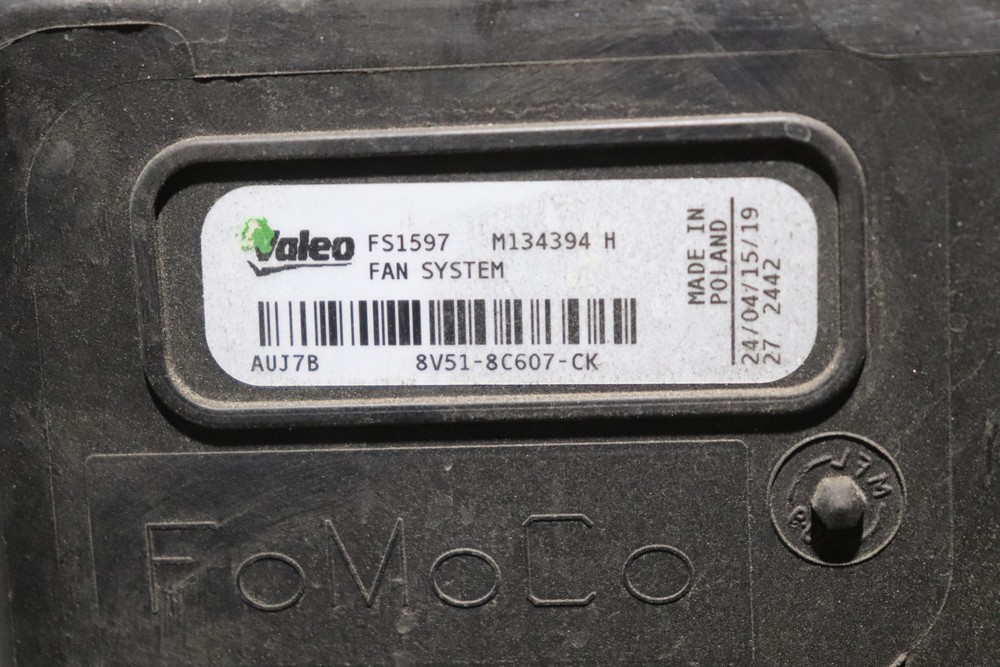 Valeo FS1597 M134394 H
FAN SYSTEM
AUJ7B 8V51-8C607-CK
MADE IN
POLAND
24/04/15/19
27 2442
FoMoCo